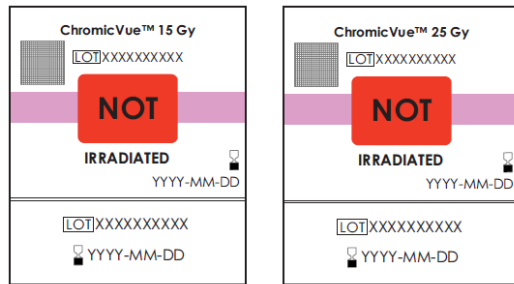 ChromicVue™ 15 Gy
LOT XXXXXXXXXX
NOT
IRRADIATED
YYYY-MM-DD
LOT XXXXXXXXXX
YYYY-MM-DD
ChromicVue™ 25 Gy
LOT XXXXXXXXXX
NOT
IRRADIATED
YYYY-MM-DD
LOT XXXXXXXXXX
YYYY-MM-DD